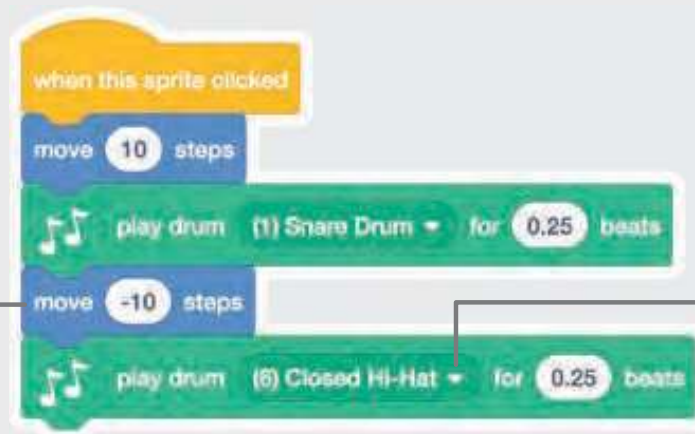 when this sprite clicked
move 10 steps
play drum (1) Snare Drum for 0.25 beats
move -10 steps
play drum (6) Closed Hi-Hat for 0.25 beats